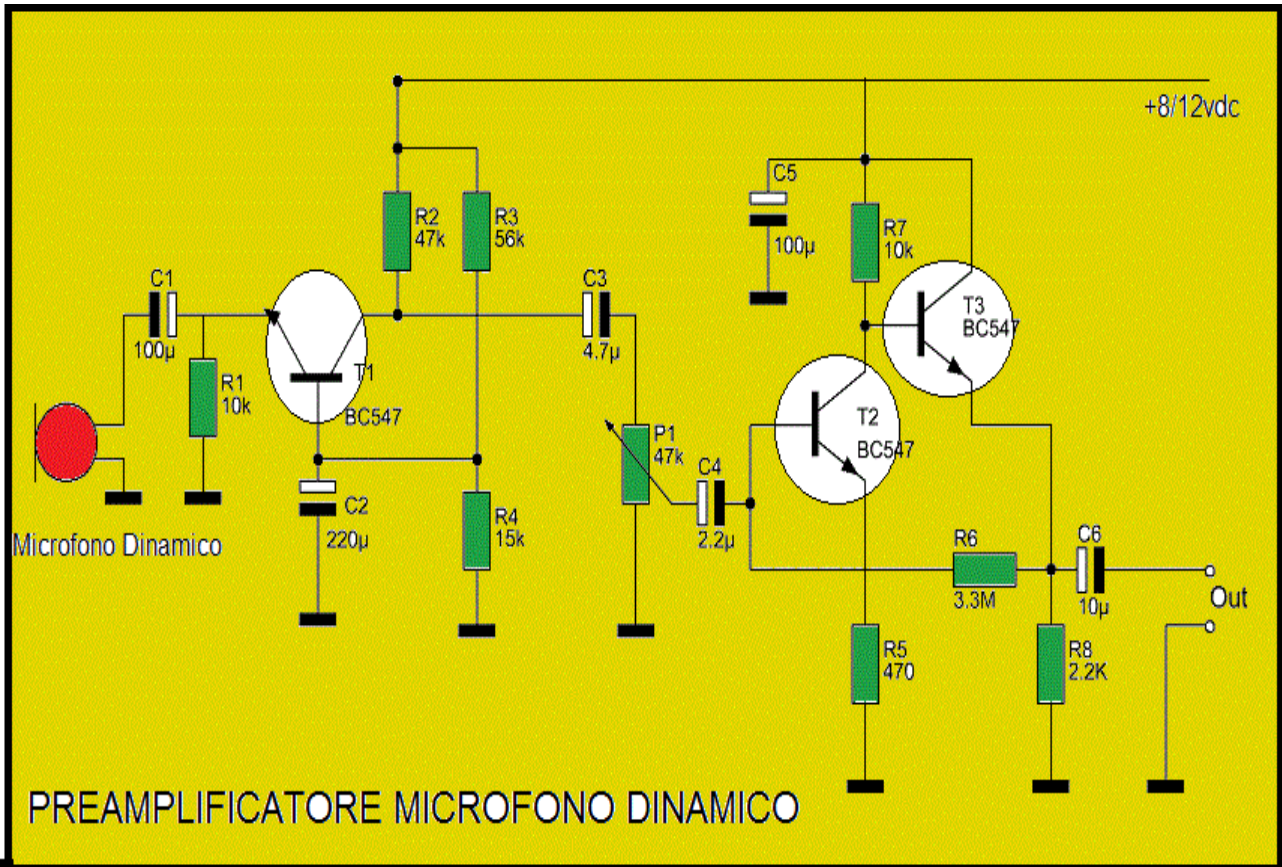 +8/12vdc
C5
100µ
R2
47k
R3
56k
R7
10k
C1
100µ
C3
4.7µ
T3
BC547
R1
10k
T1
BC547
P1
47k
T2
BC547
C4
2.2µ
C2
220µ
R4
15k
Microfono Dinamico
R6
3.3M
C6
10µ
Out
R5
470
R8
2.2K
PREAMPLIFICATORE MICROFONO DINAMICO